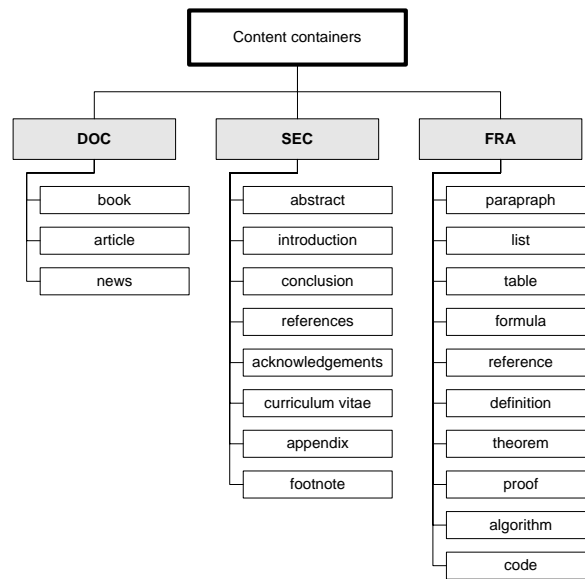 Content containers
DOC
SEC
FRA
book
article
news
abstract
introduction
conclusion
references
acknowledgements
curriculum vitae
appendix
footnote
parapraph
list
table
formula
reference
definition
theorem
proof
algorithm
code